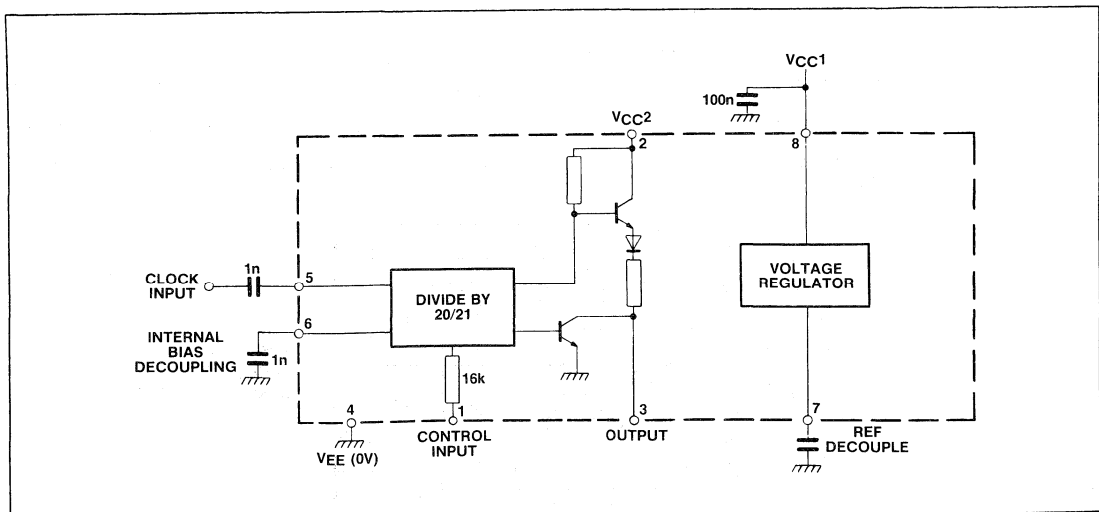 VCC1
100n
VCC2
2
8
1n
5
CLOCK
INPUT
DIVIDE BY
20/21
VOLTAGE
REGULATOR
6
INTERNAL
BIAS
DECOUPLING
1n
16k
4
1
3
7
VEE (0V)
CONTROL
INPUT
OUTPUT
REF
DECOUPLE